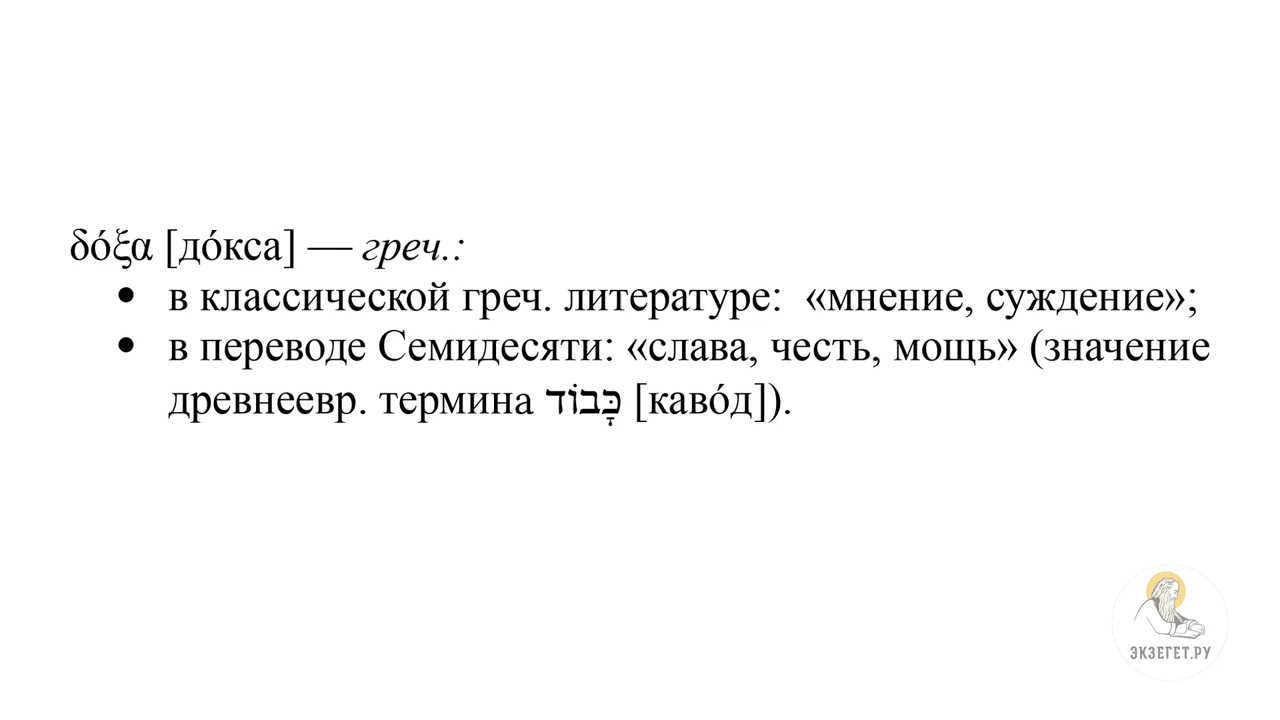 δόξα [до́кса] — греч.:
• в классической греч. литературе: «мнение, суждение»;
• в переводе Семидесяти: «слава, честь, мощь» (значение
древнеевр. термина כָּבוֹד [каво́д]).
ЭКЗЕГЕТ.РУ